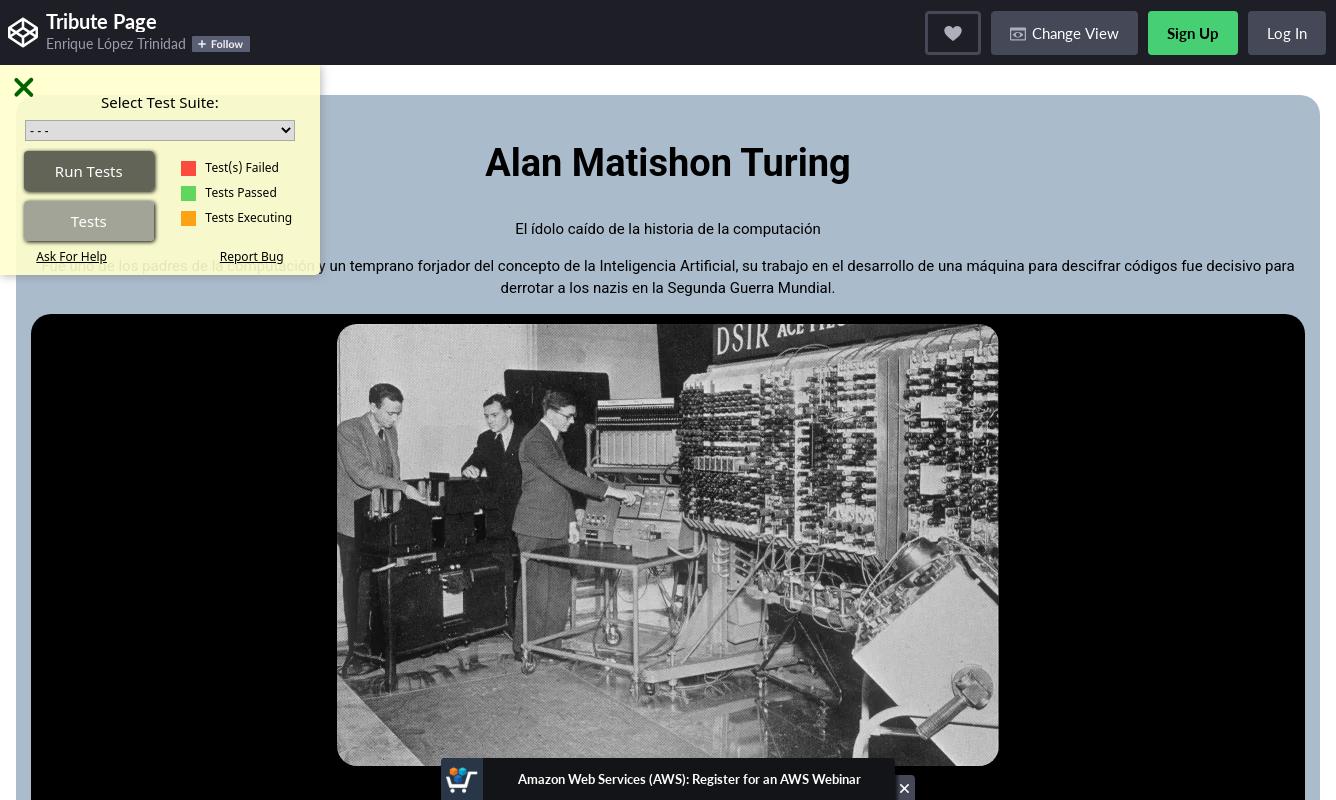 Tribute Page
Enrique López Trinidad
+ Follow
Change View
Sign Up
Log In
Select Test Suite:
- - -
Run Tests
Tests
Test(s) Failed
Tests Passed
Tests Executing
Ask For Help
Report Bug
Alan Matishon Turing
El ídolo caído de la historia de la computación
Fue uno de los padres de la computación y un temprano forjador del concepto de la Inteligencia Artificial, su trabajo en el desarrollo de una máquina para descifrar códigos fue decisivo para
derrotar a los nazis en la Segunda Guerra Mundial.
DSIR ACE
Amazon Web Services (AWS): Register for an AWS Webinar